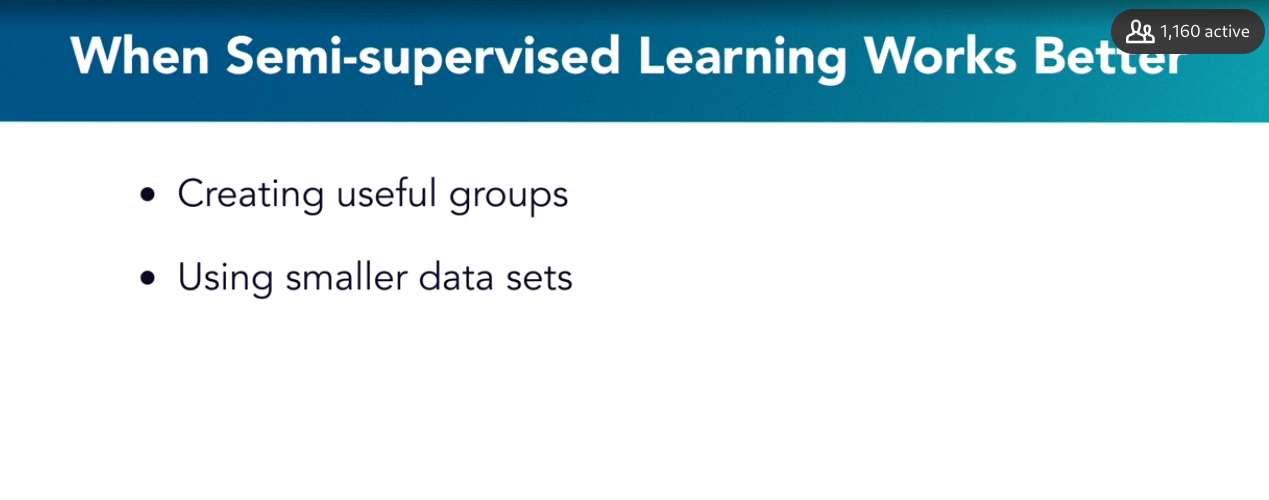 When Semi-supervised Learning Works Better
1,160 active
• Creating useful groups
• Using smaller data sets